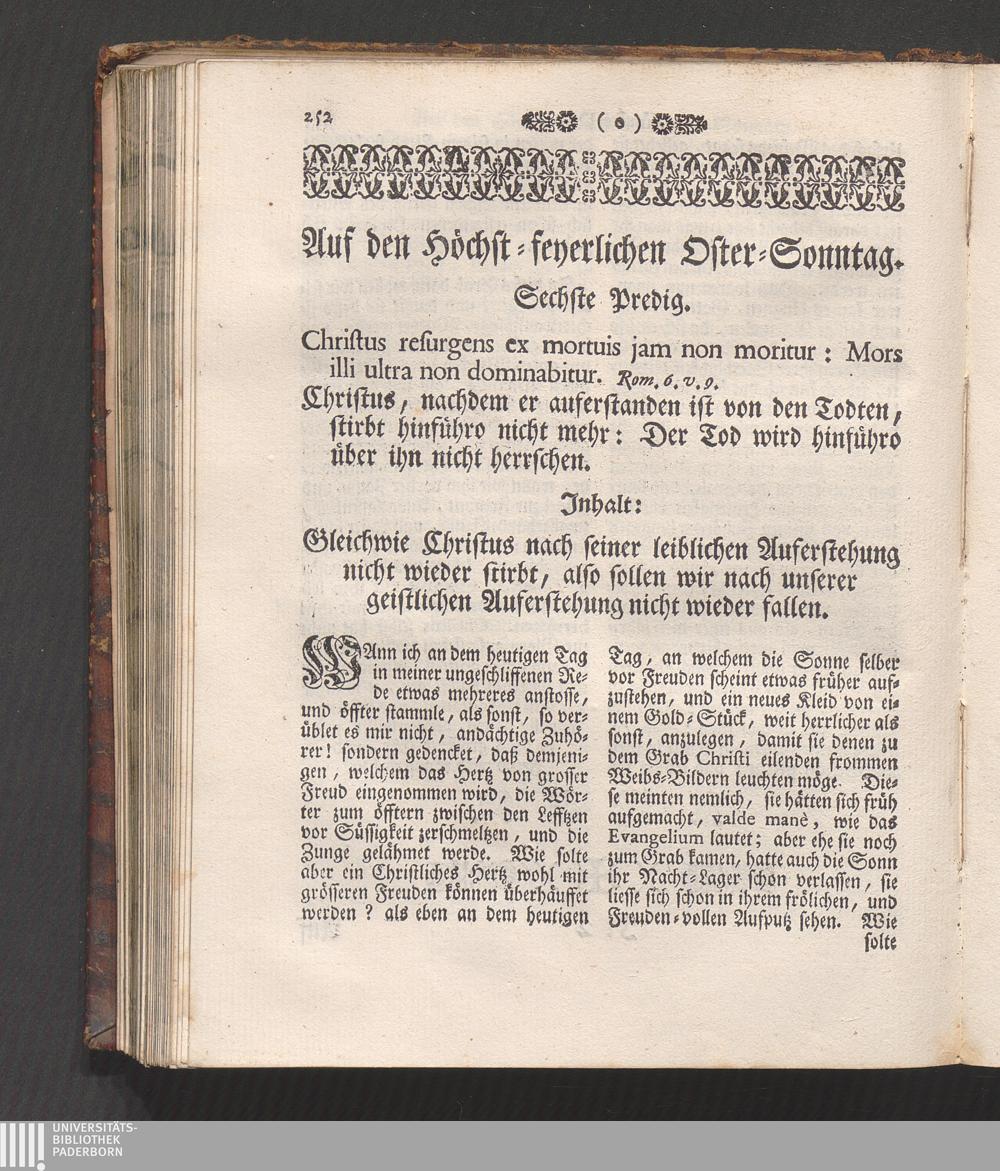 252
( o )
Auf den Höchst-feyerlichen Oster-Sonntag.
Sechste Predig.
Christus resurgens ex mortuis jam non moritur: Mors
illi ultra non dominabitur. Rom. 6. v. 9.
Christus, nachdem er auferstanden ist von den Todten,
stirbt hinführo nicht mehr: Der Tod wird hinführo
über ihn nicht herrschen.
Inhalt:
Gleichwie Christus nach seiner leiblichen Auferstehung
nicht wieder stirbt, also sollen wir nach unserer
geistlichen Auferstehung nicht wieder fallen.
WAnn ich an dem heutigen Tag
in meiner ungeschliffenen Re-
de etwas mehreres anstosse,
und öffter stammle, als sonst, so ver-
üblet es mir nicht, andächtige Zuhö-
rer! sondern gedencket, daß demjeni-
gen, welchem das Hertz von grosser
Freud eingenommen wird, die Wör-
ter zum öfftern zwischen den Lefftzen
vor Süssigkeit zerschmeltzen, und die
Zunge gelähmet werde. Wie solte
aber ein Christliches Hertz wohl mit
grösseren Freuden können überhäuffet
werden? als eben an dem heutigen
Tag, an welchem die Sonne selber
vor Freuden scheint etwas früher auf-
zustehen, und ein neues Kleid von ei-
nem Gold-Stück, weit herrlicher als
sonst, anzulegen, damit sie denen zu
dem Grab Christi eilenden frommen
Weibs-Bildern leuchten möge. Die-
se meinten nemlich, sie hätten sich früh
aufgemacht, valde manè, wie das
Evangelium lautet; aber ehe sie noch
zum Grab kamen, hatte auch die Sonn
ihr Nacht-Lager schon verlassen, sie
liesse sich schon in ihrem frölichen, und
Freuden-vollen Aufputz sehen. Wie
solte
UNIVERSITÄTS-
BIBLIOTHEK
PADERBORN